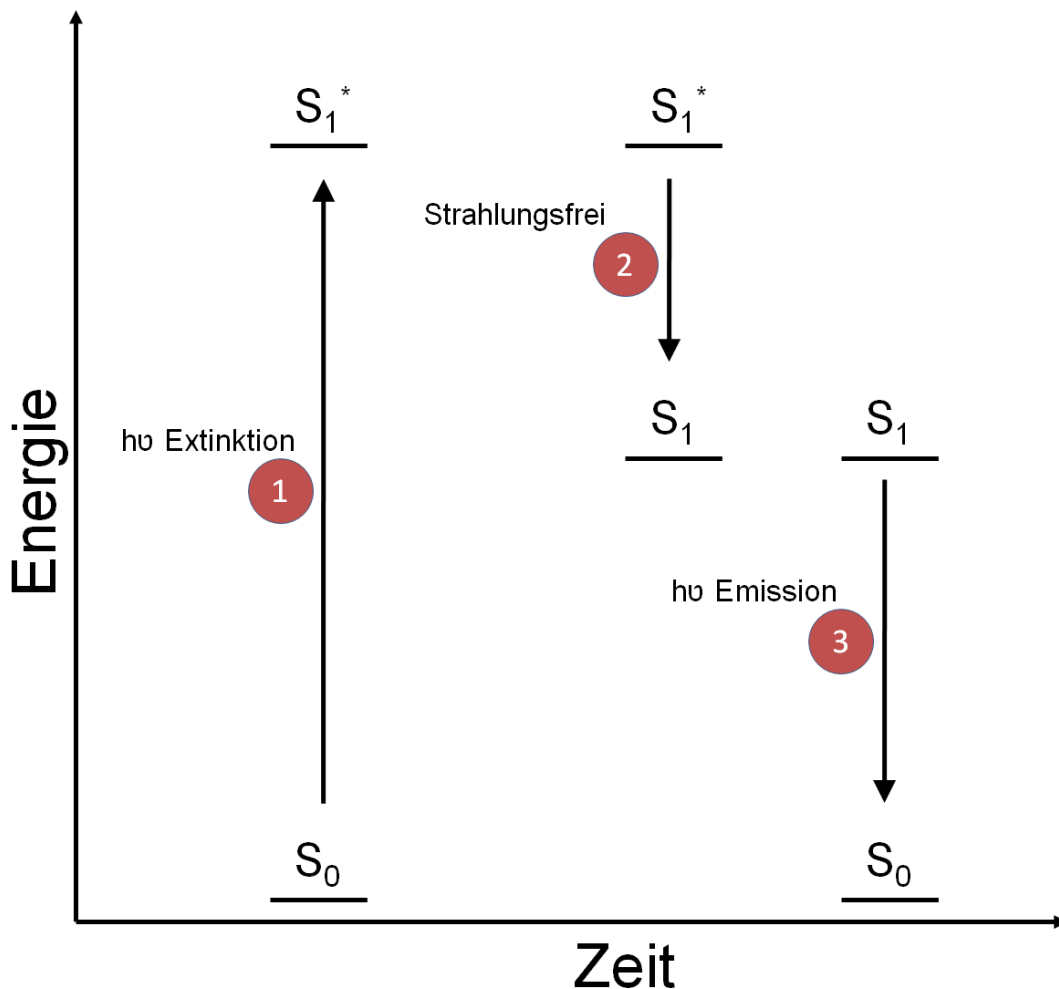 S₁* S₁*
Strahlungsfrei
2
S₁ S₁
hυ Extinktion
1
Energie
hυ Emission
3
S₀ S₀
Zeit